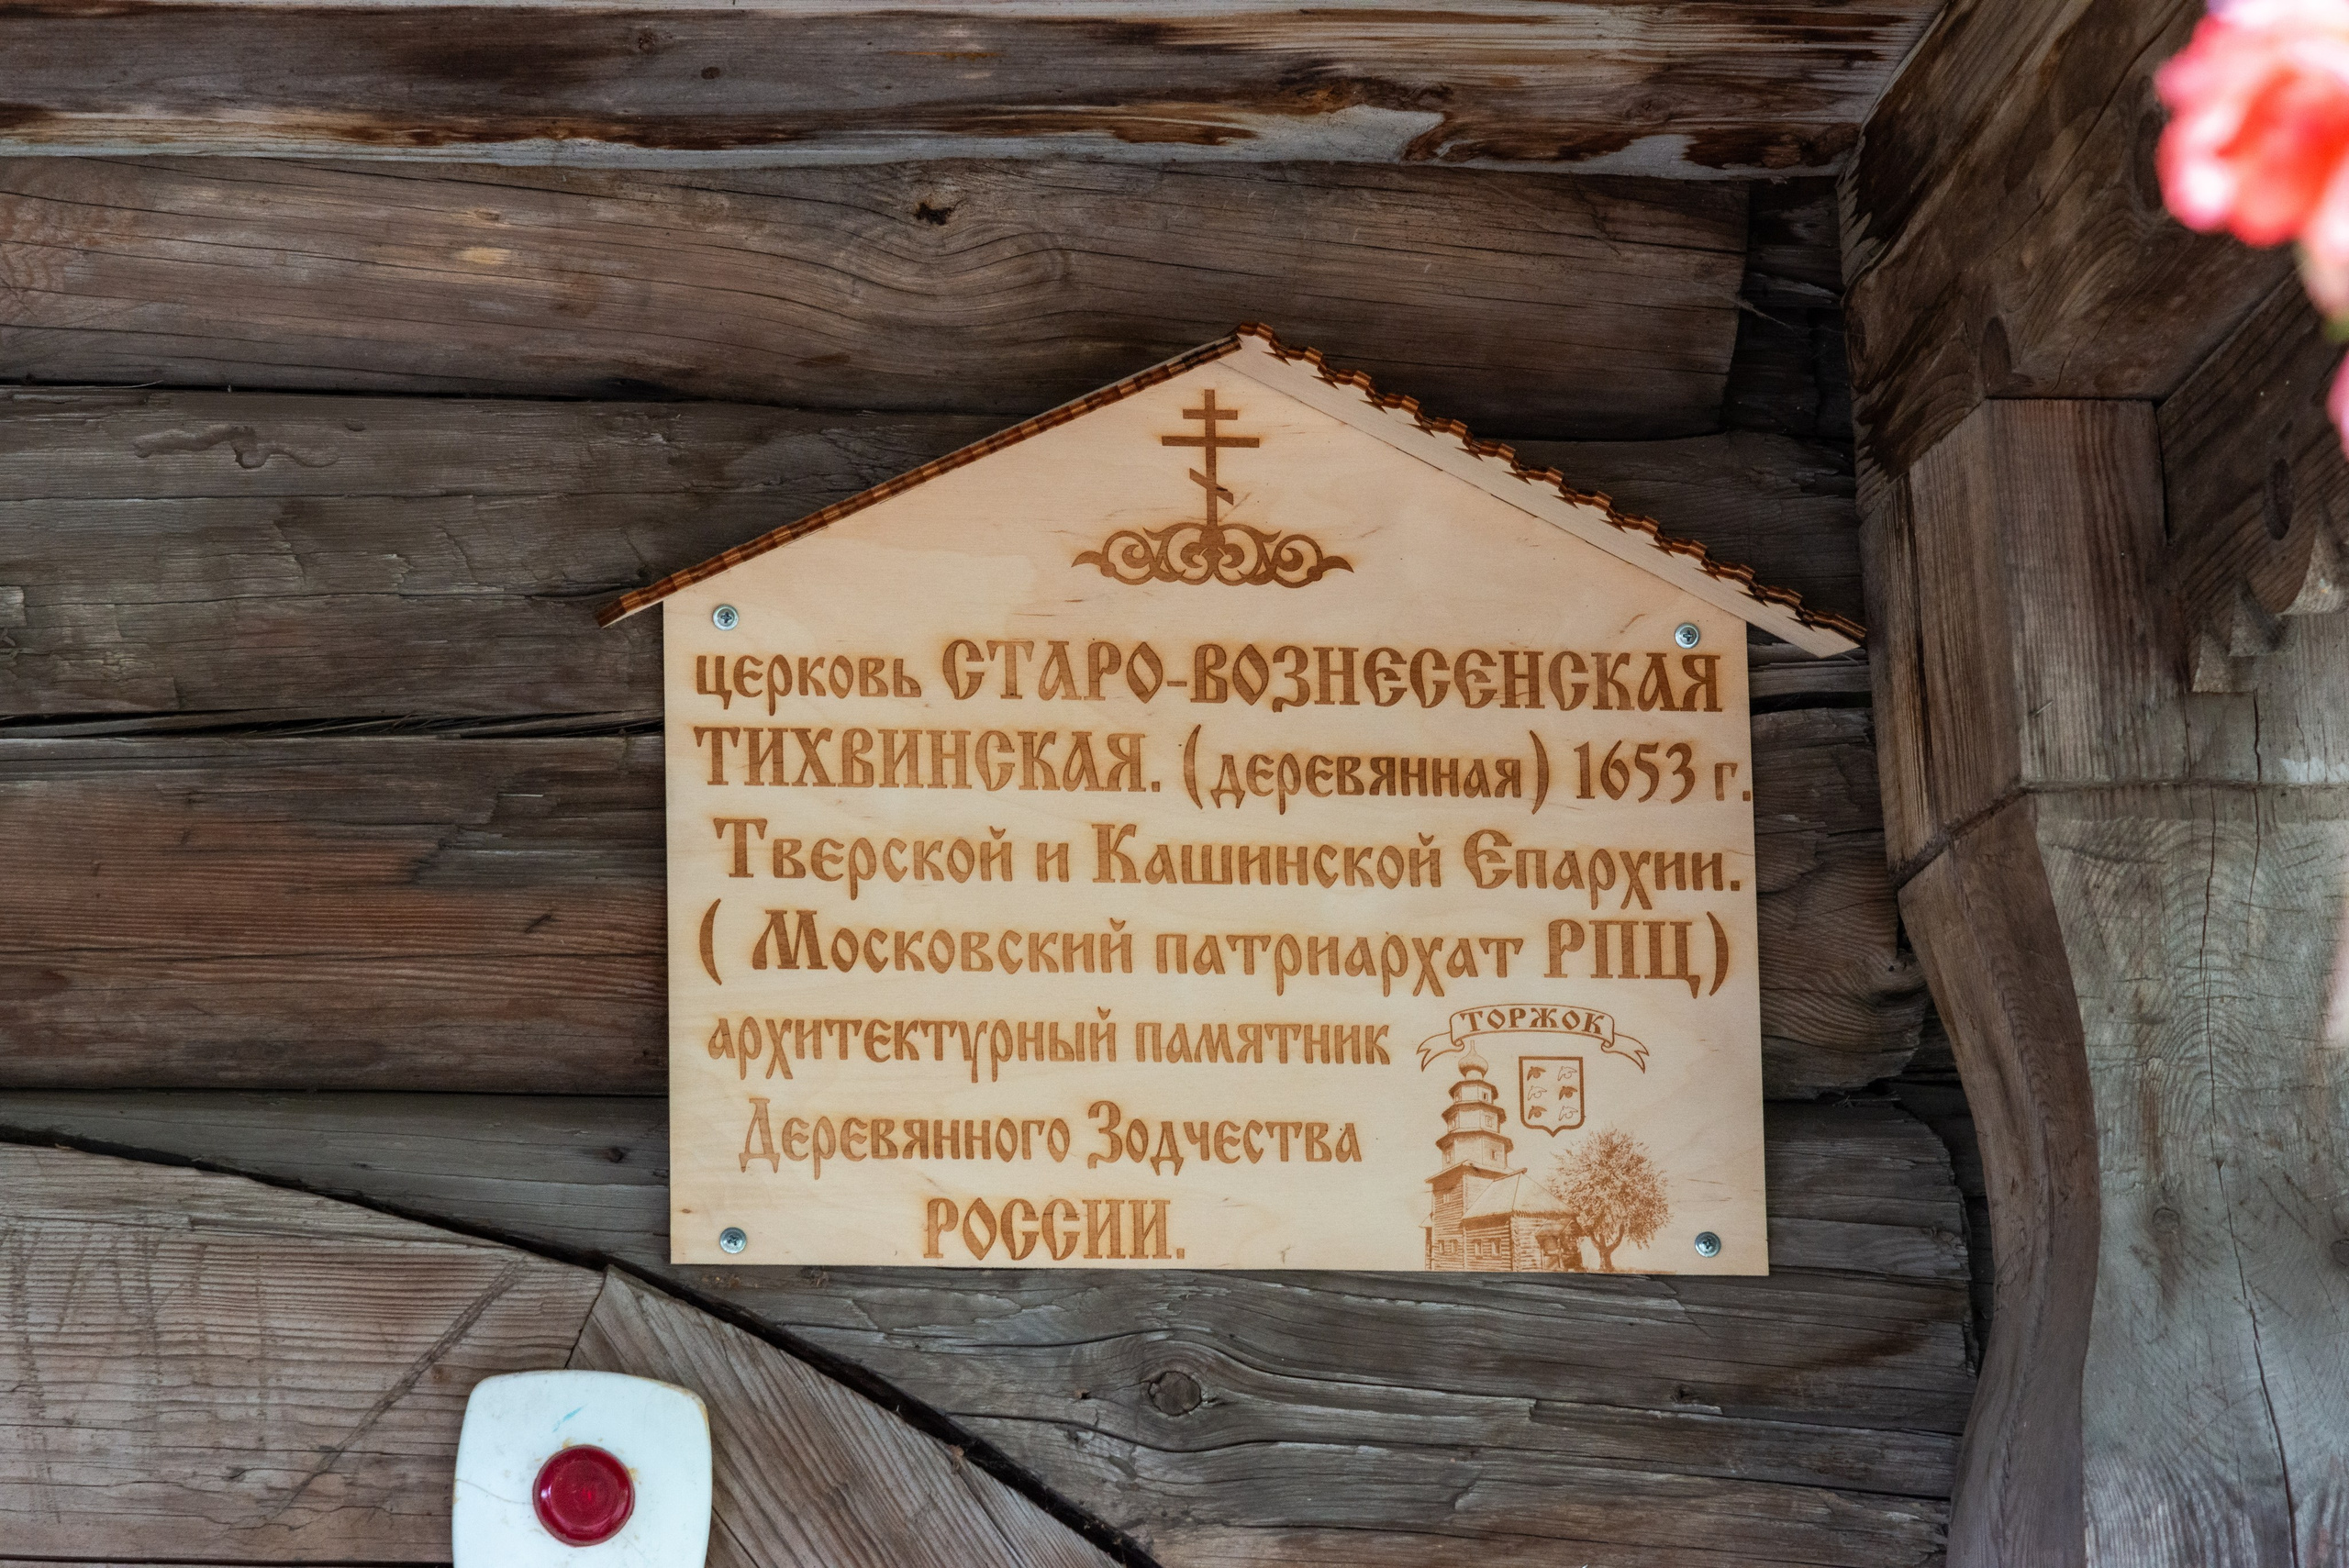 церковь СТАРО-ВОЗНЕСЕНСКАЯ
ТИХВИНСКАЯ. (деревянная) 1653 г.
Тверской и Кашинской Епархии.
( Московский патриархат РПЦ)
архитектурный памятник
ТОРЖОК
Деревянного Зодчества
РОССИИ.